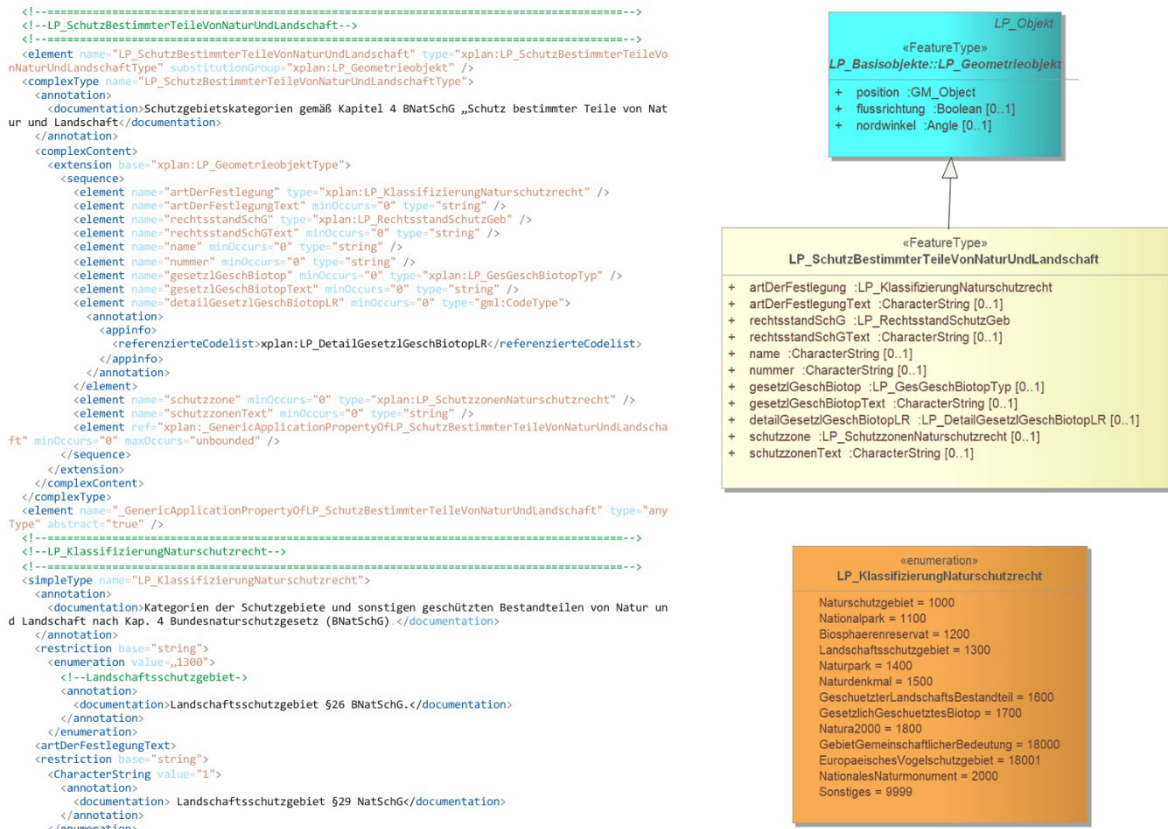 <!--=========================================================================-->
<!--LP_SchutzBestimmterTeileVonNaturUndLandschaft-->
<!--=========================================================================-->
<element name="LP_SchutzBestimmterTeileVonNaturUndLandschaft" type="xplan:LP_SchutzBestimmterTeileVo
nNaturUndLandschaftType" substitutionGroup="xplan:LP_Geometrieobjekt" />
<complexType name="LP_SchutzBestimmterTeileVonNaturUndLandschaftType">
<annotation>
<documentation>Schutzgebietskategorien gemäß Kapitel 4 BNatSchG „Schutz bestimmter Teile von Nat
ur und Landschaft</documentation>
</annotation>
<complexContent>
<extension base="xplan:LP_GeometrieobjektType">
<sequence>
<element name="artDerFestlegung" type="xplan:LP_KlassifizierungNaturschutzrecht" />
<element name="artDerFestlegungText" minOccurs="0" type="string" />
<element name="rechtsstandSchG" type="xplan:LP_RechtsstandSchutzGeb" />
<element name="rechtsstandSchGText" minOccurs="0" type="string" />
<element name="name" minOccurs="0" type="string" />
<element name="nummer" minOccurs="0" type="string" />
<element name="gesetzlGeschBiotop" minOccurs="0" type="xplan:LP_GesGeschBiotopTyp" />
<element name="gesetzlGeschBiotopText" minOccurs="0" type="string" />
<element name="detailGesetzlGeschBiotopLR" minOccurs="0" type="gml:CodeType">
<annotation>
<appinfo>
<referenzierteCodelist>xplan:LP_DetailGesetzlGeschBiotopLR</referenzierteCodelist>
</appinfo>
</annotation>
</element>
<element name="schutzzone" minOccurs="0" type="xplan:LP_SchutzzonenNaturschutzrecht" />
<element name="schutzzonenText" minOccurs="0" type="string" />
<element ref="xplan:_GenericApplicationPropertyOfLP_SchutzBestimmterTeileVonNaturUndLandscha
ft" minOccurs="0" maxOccurs="unbounded" />
</sequence>
</extension>
</complexContent>
</complexType>
<element name="_GenericApplicationPropertyOfLP_SchutzBestimmterTeileVonNaturUndLandschaft" type="any
Type" abstract="true" />
<!--=========================================================================-->
<!--LP_KlassifizierungNaturschutzrecht-->
<!--=========================================================================-->
<simpleType name="LP_KlassifizierungNaturschutzrecht">
<annotation>
<documentation>Kategorien der Schutzgebiete und sonstigen geschützten Bestandteilen von Natur un
d Landschaft nach Kap. 4 Bundesnaturschutzgesetz (BNatSchG).</documentation>
</annotation>
<restriction base="string">
<enumeration value=„1300">
<!--Landschaftsschutzgebiet->
<annotation>
<documentation>Landschaftsschutzgebiet §26 BNatSchG.</documentation>
</annotation>
</enumeration>
<artDerFestlegungText>
<restriction base="string">
<CharacterString value="1">
<annotation>
<documentation> Landschaftsschutzgebiet §29 NatSchG</documentation>
</annotation>
</enumeration>
LP_Objekt
«FeatureType»
LP_Basisobjekte::LP_Geometrieobjekt
+ position :GM_Object
+ flussrichtung :Boolean [0..1]
+ nordwinkel :Angle [0..1]
«FeatureType»
LP_SchutzBestimmterTeileVonNaturUndLandschaft
+ artDerFestlegung :LP_KlassifizierungNaturschutzrecht
+ artDerFestlegungText :CharacterString [0..1]
+ rechtsstandSchG :LP_RechtsstandSchutzGeb
+ rechtsstandSchGText :CharacterString [0..1]
+ name :CharacterString [0..1]
+ nummer :CharacterString [0..1]
+ gesetzlGeschBiotop :LP_GesGeschBiotopTyp [0..1]
+ gesetzlGeschBiotopText :CharacterString [0..1]
+ detailGesetzlGeschBiotopLR :LP_DetailGesetzlGeschBiotopLR [0..1]
+ schutzzone :LP_SchutzzonenNaturschutzrecht [0..1]
+ schutzzonenText :CharacterString [0..1]
«enumeration»
LP_KlassifizierungNaturschutzrecht
Naturschutzgebiet = 1000
Nationalpark = 1100
Biosphaerenreservat = 1200
Landschaftsschutzgebiet = 1300
Naturpark = 1400
Naturdenkmal = 1500
GeschuetzterLandschaftsBestandteil = 1600
GesetzlichGeschuetztesBiotop = 1700
Natura2000 = 1800
GebietGemeinschaftlicherBedeutung = 18000
EuropaeischesVogelschutzgebiet = 18001
NationalesNaturmonument = 2000
Sonstiges = 9999